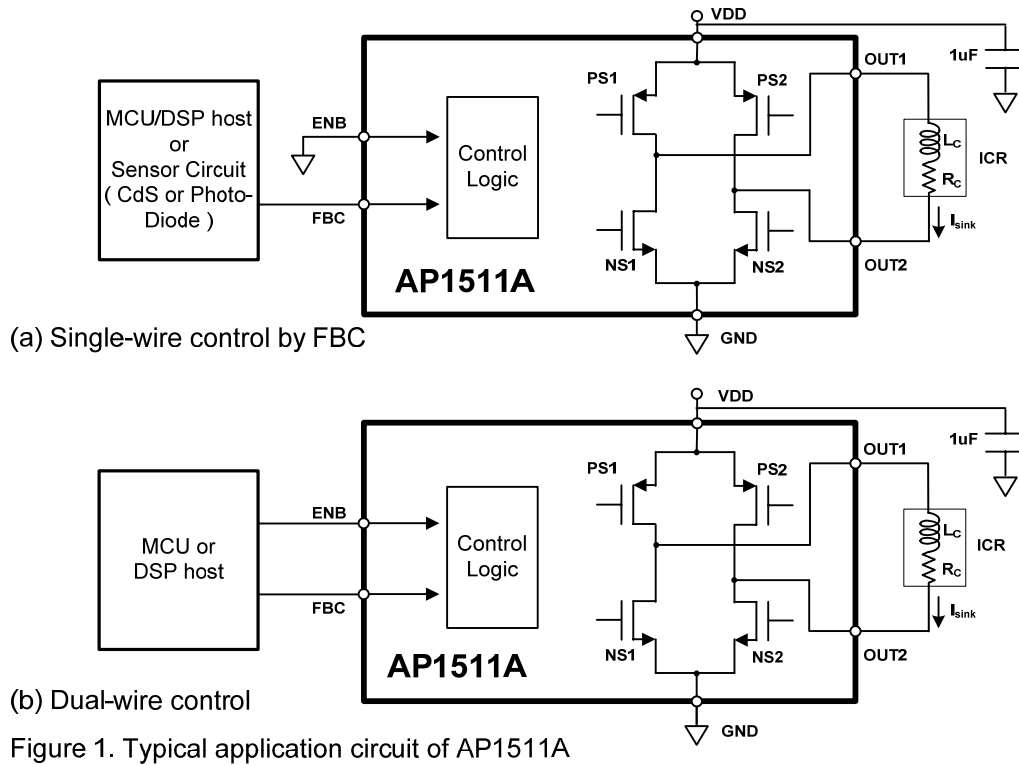 VDD
1uF
OUT1
PS1
PS2
MCU/DSP host
or
Sensor Circuit
( CdS or Photo-
Diode )
ENB
FBC
Control
Logic
LC
RC
ICR
Isink
NS1
NS2
OUT2
AP1511A
GND
(a) Single-wire control by FBC
VDD
1uF
OUT1
PS1
PS2
MCU or
DSP host
ENB
FBC
Control
Logic
LC
RC
ICR
Isink
NS1
NS2
OUT2
AP1511A
GND
(b) Dual-wire control
Figure 1. Typical application circuit of AP1511A